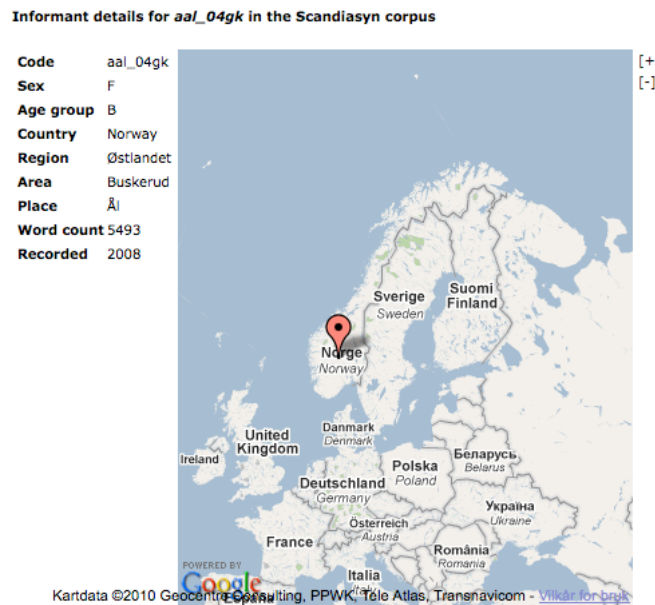 Informant details for aal_04gk in the Scandiasyn corpus
Code aal_04gk
Sex F
Age group B
Country Norway
Region Østlandet
Area Buskerud
Place Ål
Word count 5493
Recorded 2008
[+
[-]
Suomi
Finland
Sverige
Sweden
Norge
Norway
Danmark
Denmark
United
Kingdom
Ireland
Беларусь
Belarus
Polska
Poland
Deutschland
Germany
Україна
Ukraine
Österreich
Austria
France
România
Romania
Italia
Italy
POWERED BY
Google
España
Kartdata ©2010 Geocentre Consulting, PPWK, Tele Atlas, Transnavicom - Vilkår for bruk